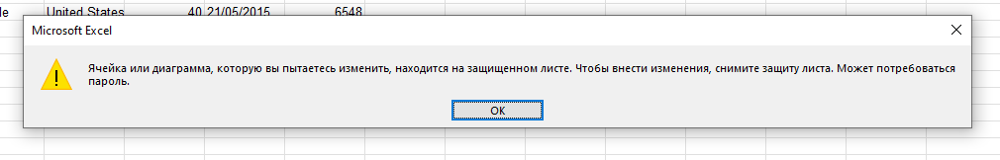 le United States 40 21/05/2015 6548
Microsoft Excel
Ячейка или диаграмма, которую вы пытаетесь изменить, находится на защищенном листе. Чтобы внести изменения, снимите защиту листа. Может потребоваться
пароль.
OK